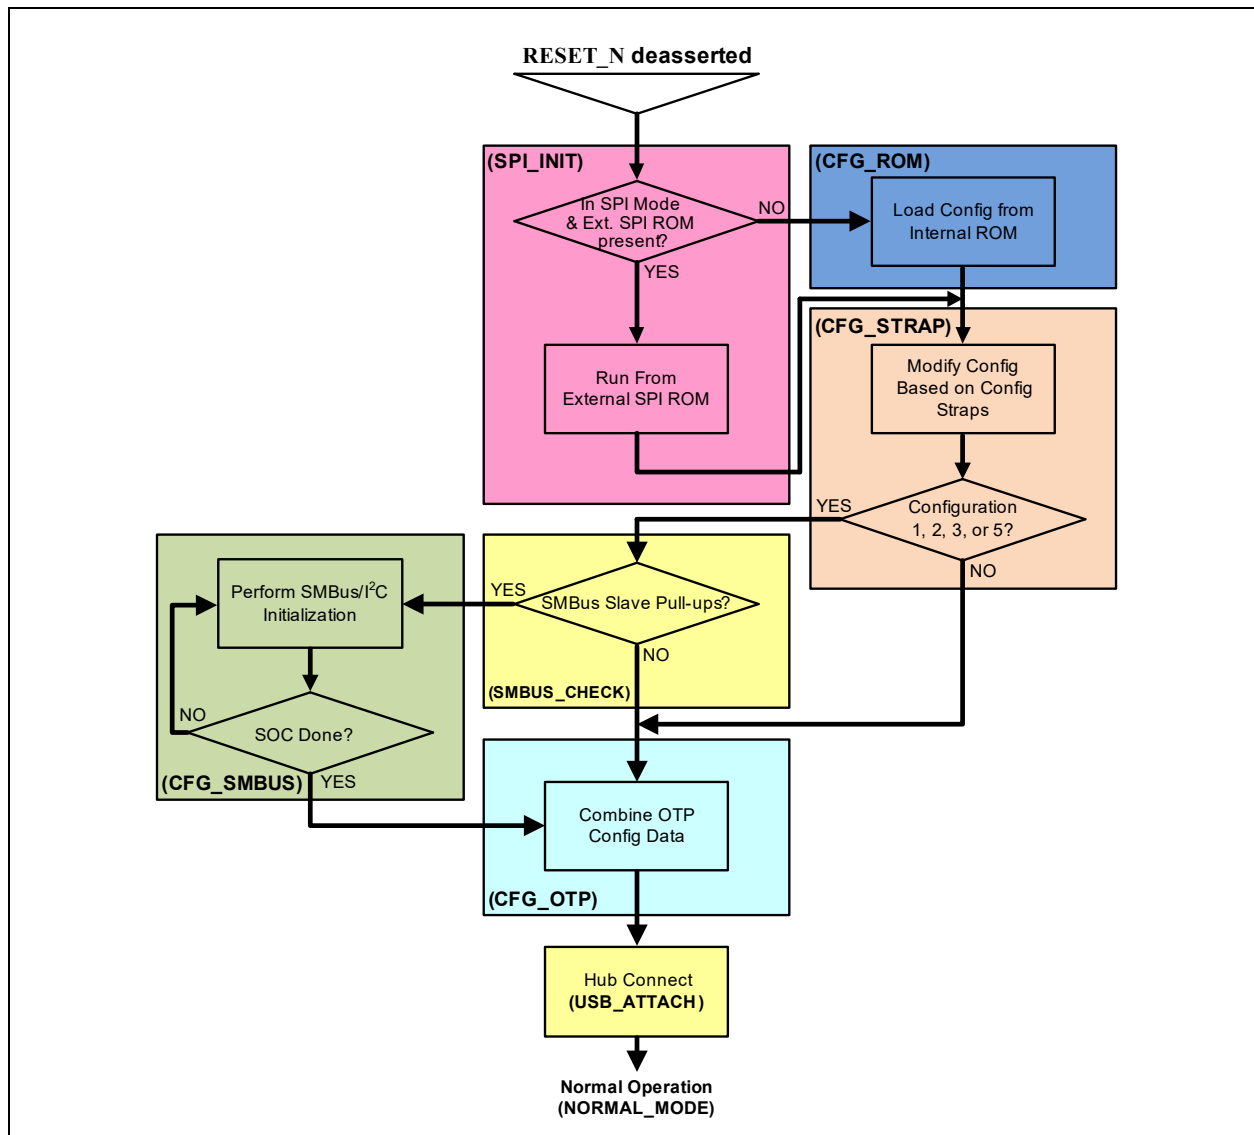 RESET_N deasserted
(SPI_INIT)
In SPI Mode
& Ext. SPI ROM
present?
NO
YES
Run From
External SPI ROM
(CFG_ROM)
Load Config from
Internal ROM
(CFG_STRAP)
Modify Config
Based on Config
Straps
Configuration
1, 2, 3, or 5?
YES
NO
SMBus Slave Pull-ups?
YES
NO
(SMBUS_CHECK)
Perform SMBus/I²C
Initialization
SOC Done?
NO
YES
(CFG_SMBUS)
Combine OTP
Config Data
(CFG_OTP)
Hub Connect
(USB_ATTACH)
Normal Operation
(NORMAL_MODE)